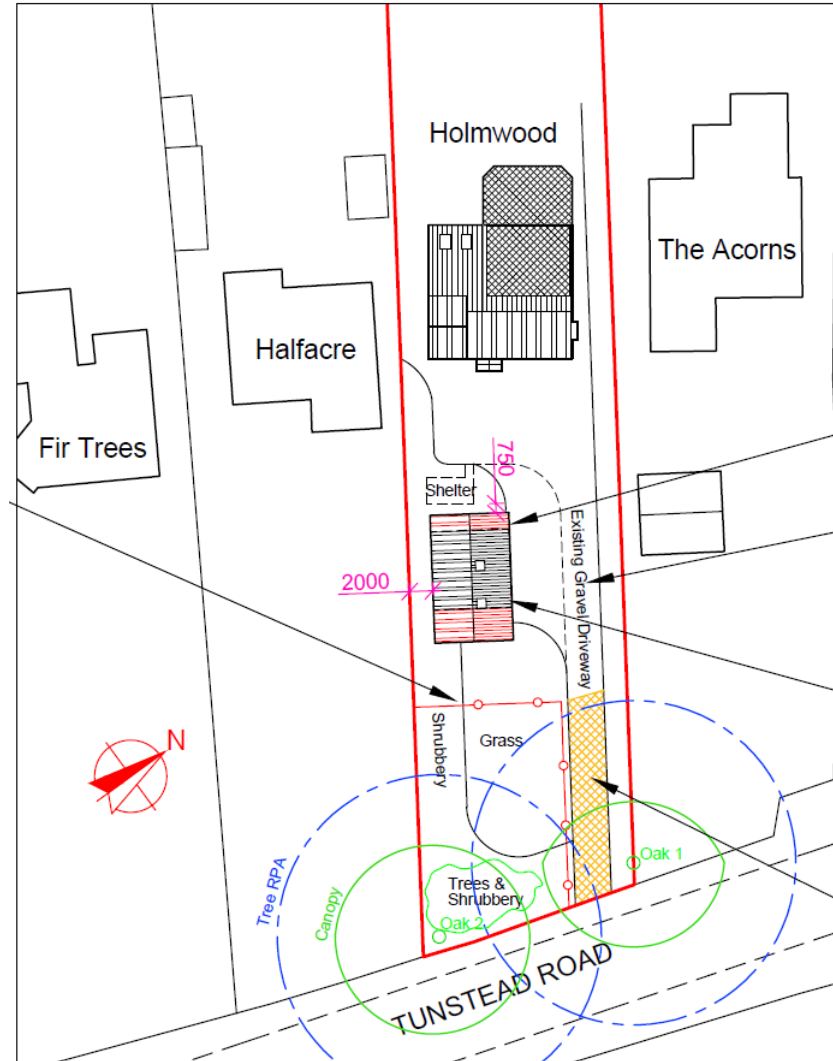 Holmwood
The Acorns
Halfacre
Fir Trees
750
Shelter
2000
Existing Gravel Driveway
N
Shrubbery
Grass
Oak 1
Tree RPA
Canopy
Trees &
Shrubbery
Oak 2
TUNSTEAD ROAD